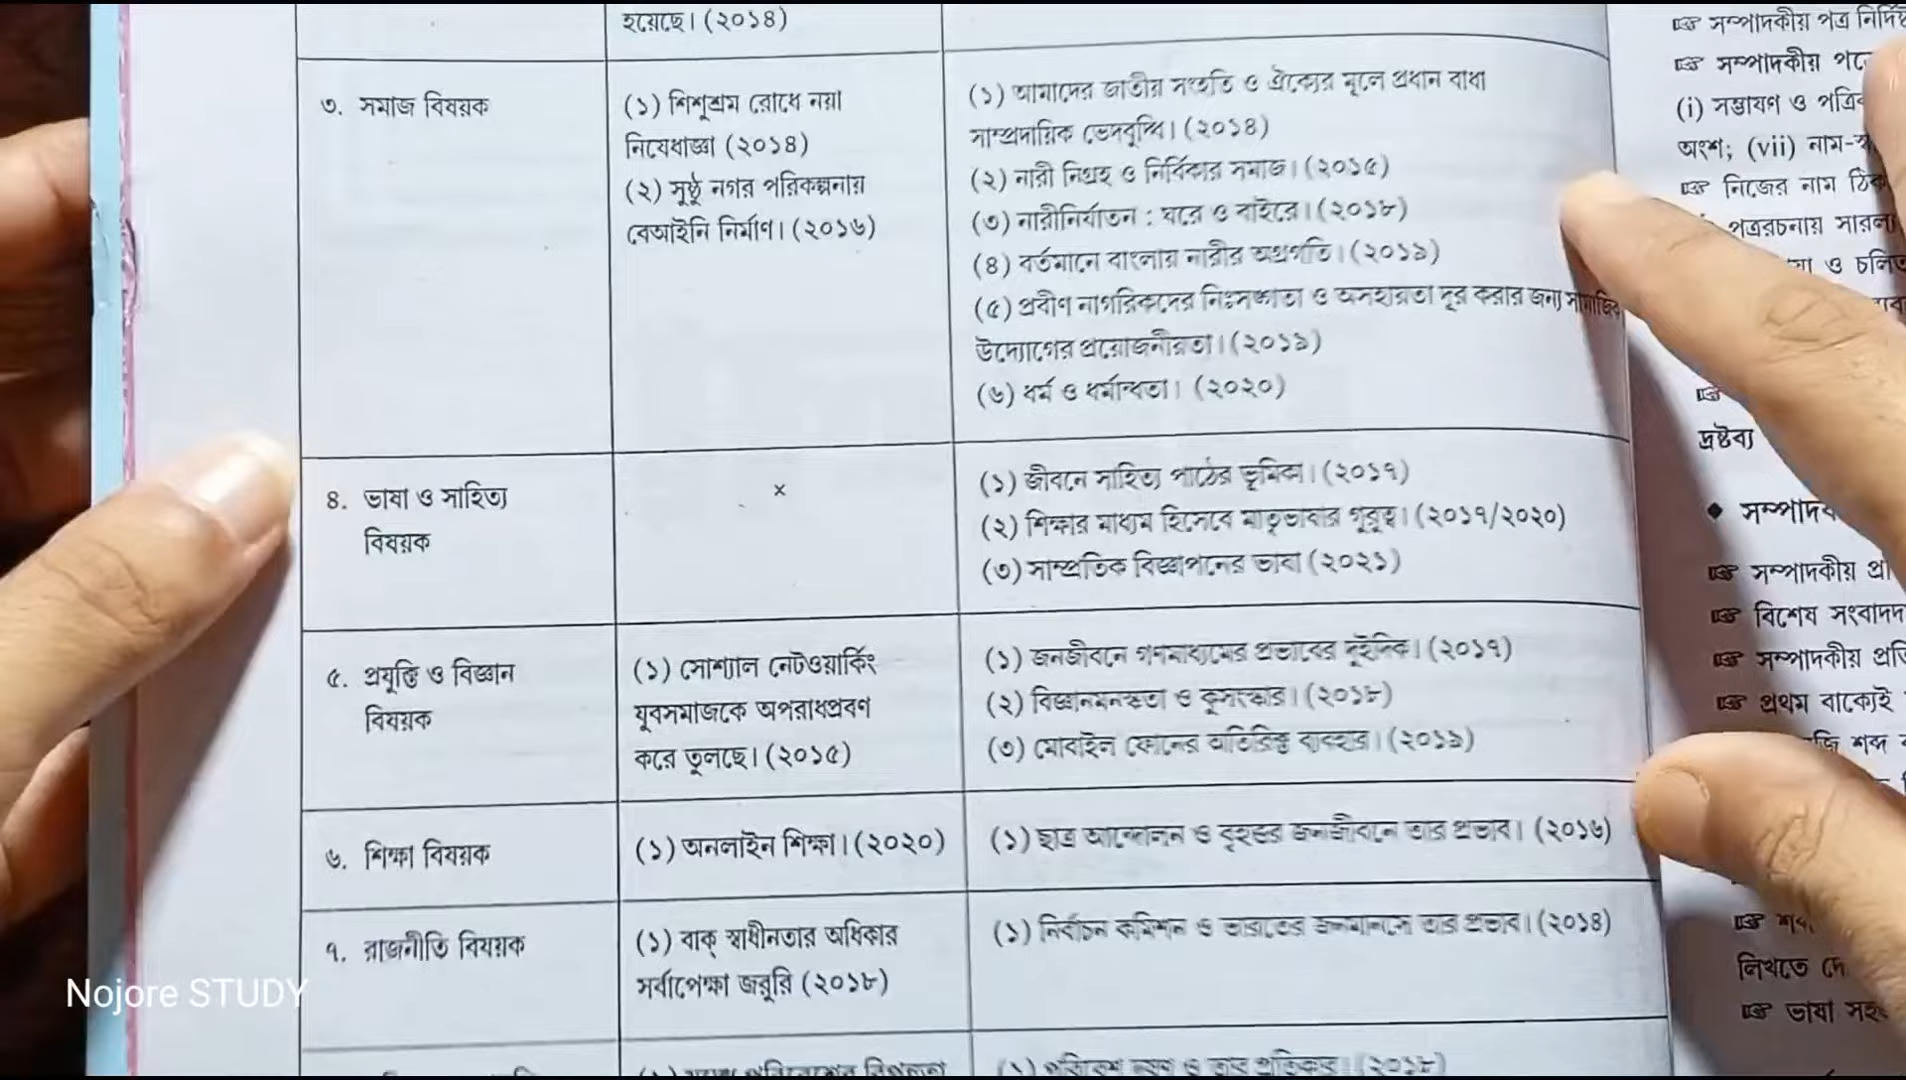 হয়েছে। (২০১৪)
৩. সমাজ বিষয়ক
(১) শিশুশ্রম রোধে নয়া
নিষেধাজ্ঞা (২০১৪)
(২) সুষ্ঠু নগর পরিকল্পনায়
বেআইনি নির্মাণ। (২০১৬)
(১) আমাদের জাতীয় সংহতি ও ঐক্যের মূলে প্রধান বাধা
সাম্প্রদায়িক ভেদবুদ্ধি। (২০১৪)
(২) নারী নিগ্রহ ও নির্বিকার সমাজ। (২০১৫)
(৩) নারীনির্যাতন : ঘরে ও বাইরে। (২০১৮)
(৪) বর্তমানে বাংলায় নারীর অগ্রগতি। (২০১৯)
(৫) প্রবীণ নাগরিকদের নিঃসঙ্গতা ও অসহায়তা দূর করার জন্য সামাজিক
উদ্যোগের প্রয়োজনীয়তা। (২০১৯)
(৬) ধর্ম ও ধর্মান্ধতা। (২০২০)
৪. ভাষা ও সাহিত্য
বিষয়ক
×
(১) জীবনে সাহিত্য পাঠের ভূমিকা। (২০১৭)
(২) শিক্ষার মাধ্যম হিসেবে মাতৃভাষার গুরুত্ব। (২০১৭/২০২০)
(৩) সাম্প্রতিক বিজ্ঞাপনের ভাষা (২০২১)
৫. প্রযুক্তি ও বিজ্ঞান
বিষয়ক
(১) সোশ্যাল নেটওয়ার্কিং
যুবসমাজকে অপরাধপ্রবণ
করে তুলছে। (২০১৫)
(১) জনজীবনে গণমাধ্যমের প্রভাবের দুইদিক। (২০১৭)
(২) বিজ্ঞানমনস্কতা ও কুসংস্কার। (২০১৮)
(৩) মোবাইল ফোনের অতিরিক্ত ব্যবহার। (২০১৯)
৬. শিক্ষা বিষয়ক
(১) অনলাইন শিক্ষা। (২০২০)
(১) ছাত্র আন্দোলন ও বৃহত্তর জনজীবনে তার প্রভাব। (২০১৬)
৭. রাজনীতি বিষয়ক
(১) বাক্ স্বাধীনতার অধিকার
সর্বাপেক্ষা জরুরি (২০১৮)
(১) নির্বাচন কমিশন ও ভারতের জনমানসে তার প্রভাব। (২০১৪)
(১) পরিবেশ দূষণ ও তার প্রতিকার। (২০১৮)
সম্পাদকীয় পত্র
সম্পাদকীয়
(i) সম্ভাষণ ও
অংশ; (vii) নাম-
নিজের নাম
পত্ররচনায়
ও
দ্রষ্টব্য
সম্পাদকীয়
বিশেষ
সম্পাদকীয়
প্রথম বাক্যেই
শব্দ
লিখতে
ভাষা
Nojore STUDY